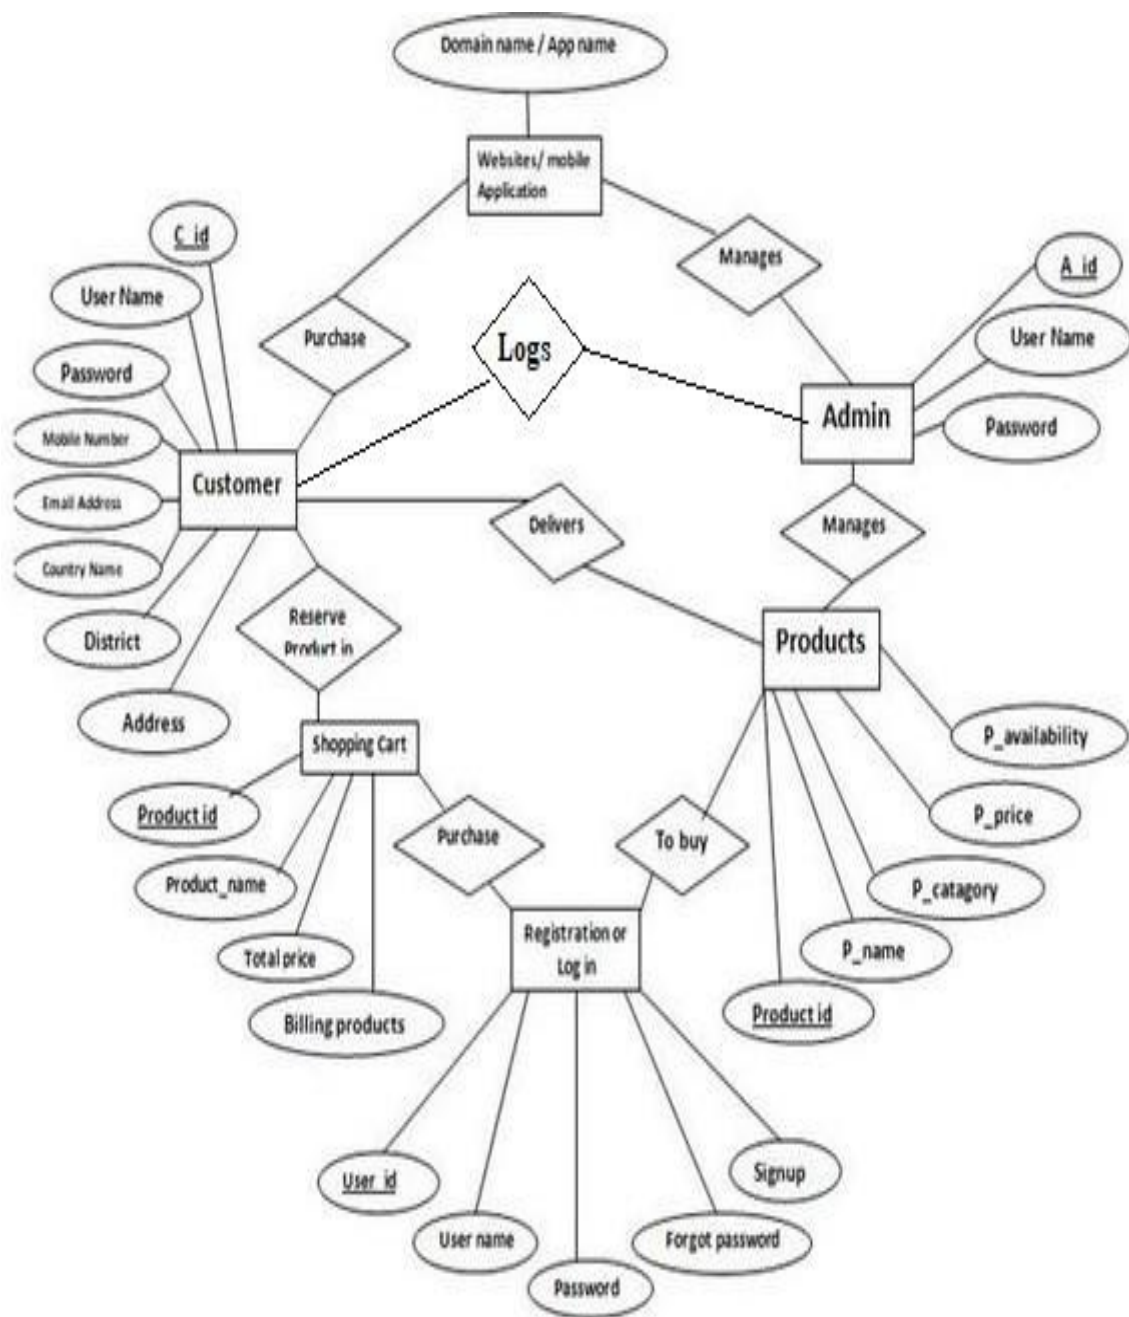 Domain name / App name
Websites/ mobile
Application
C_id
Manages
A_id
User Name
Purchase
Logs
User Name
Password
Admin
Password
Mobile Number
Customer
Email Address
Delivers
Manages
Country Name
Reserve
Product in
District
Products
Address
Shopping Cart
P_availability
Product id
Purchase
To buy
P_price
Product_name
P_catagory
Registration or
Log in
Total price
P_name
Billing products
Product id
User_id
Signup
User name
Forgot password
Password